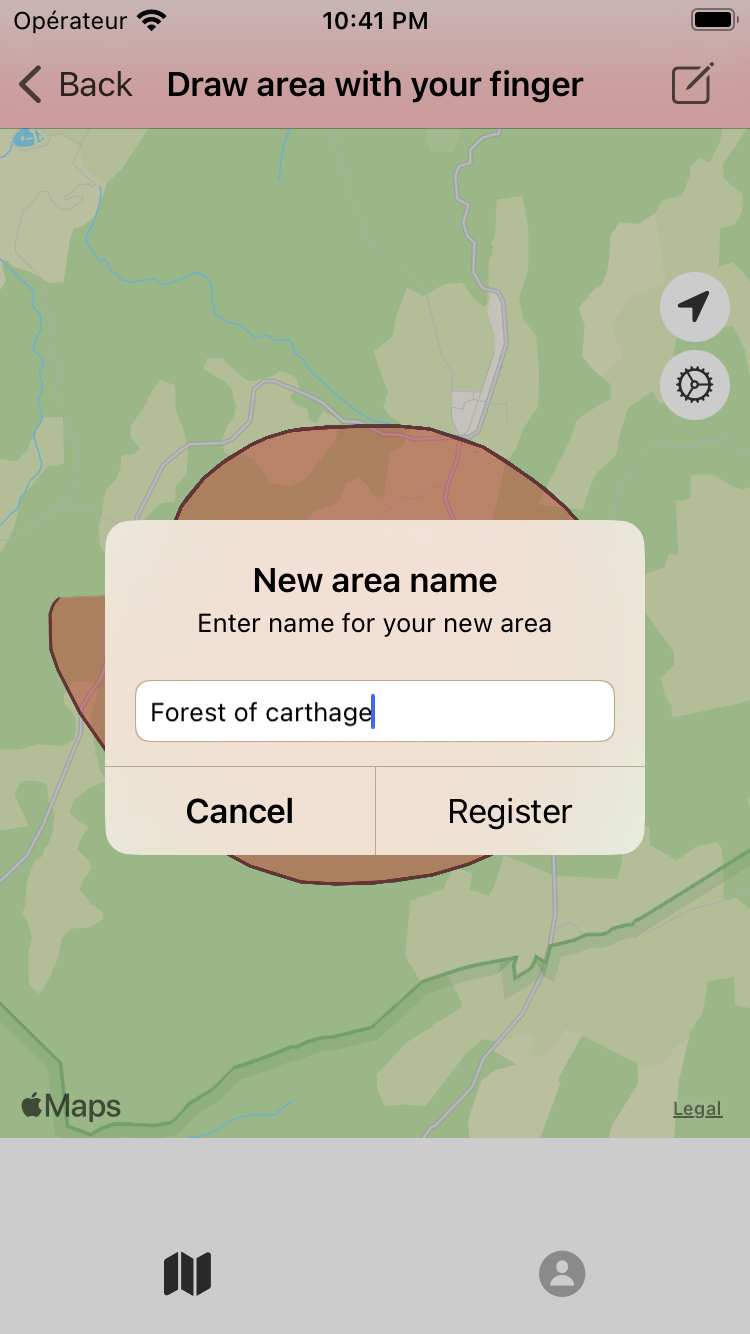 Opérateur 10:41 PM
Back Draw area with your finger
New area name
Enter name for your new area
Forest of carthage
Cancel Register
Maps Legal